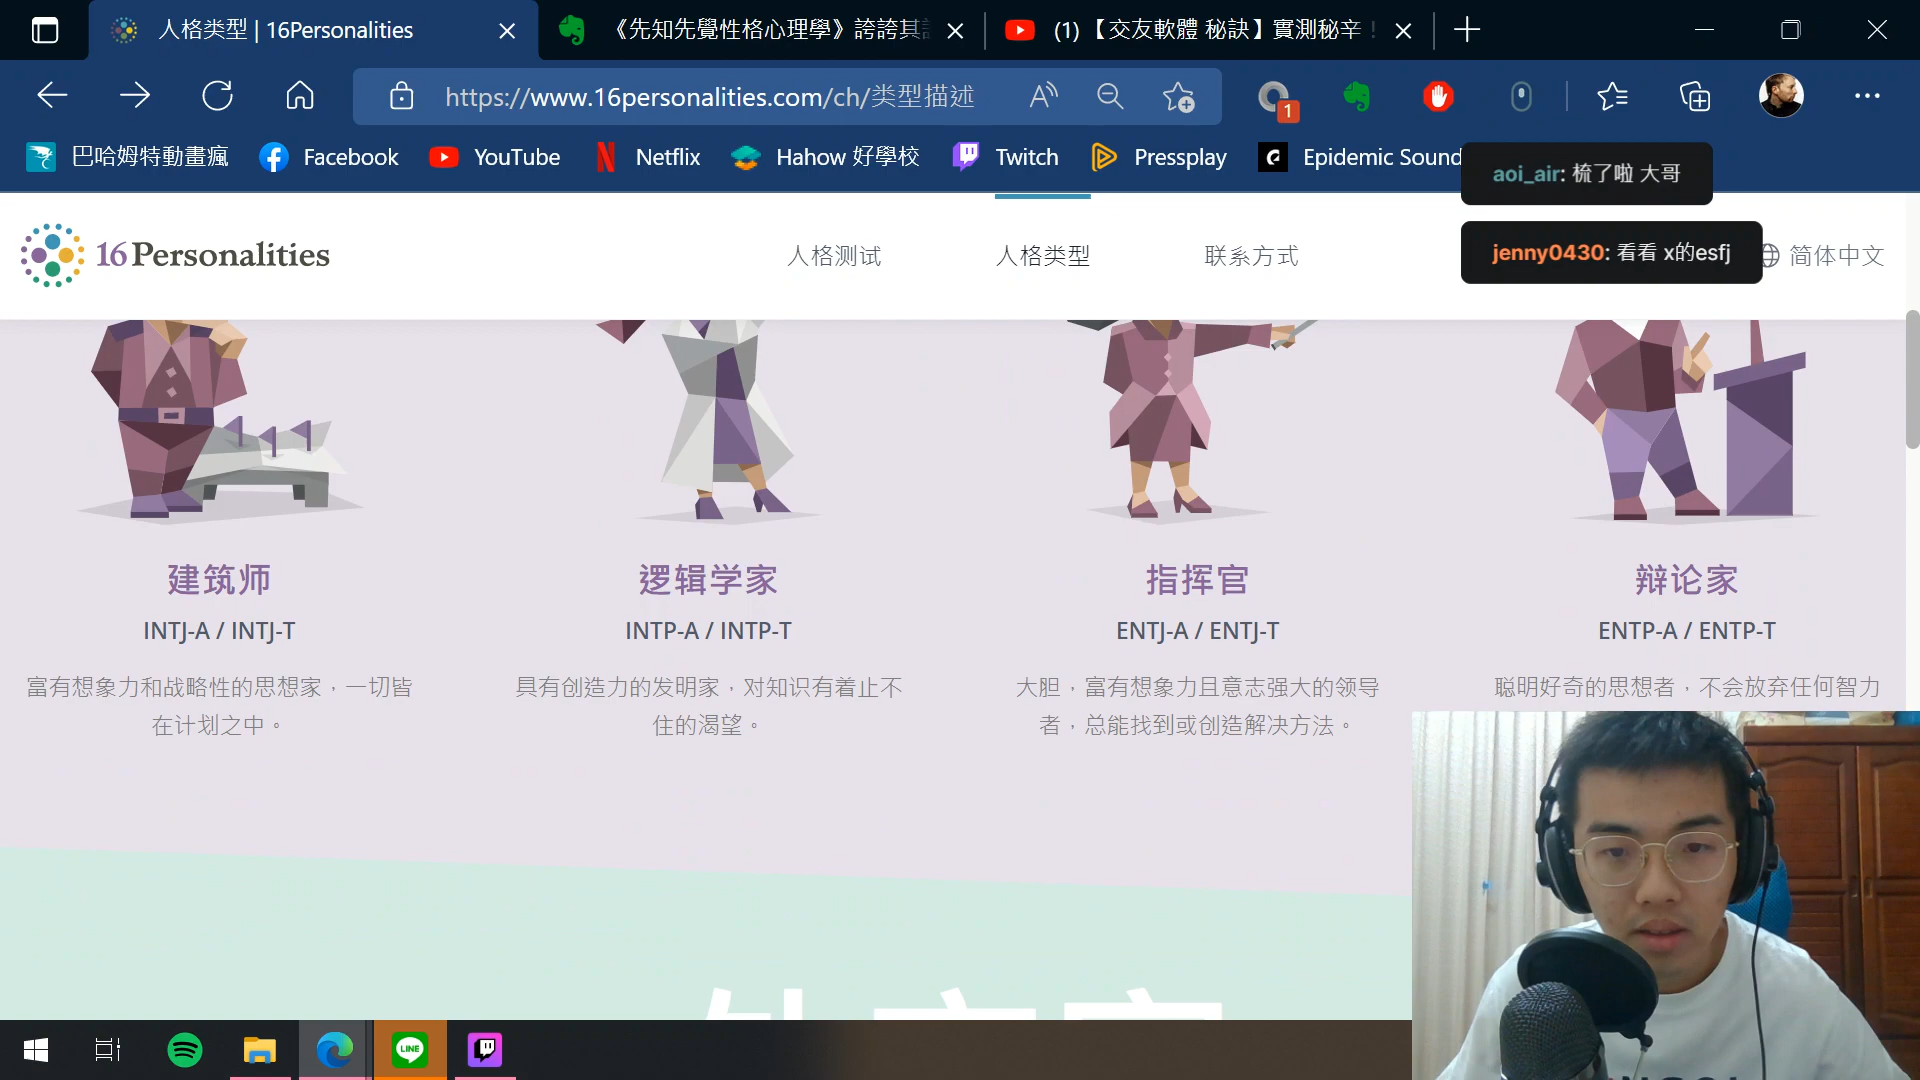 人格类型 | 16Personalities
《先知先覺性格心理學》誇誇其
(1) 【交友軟體 秘訣】實測秘辛！
https://www.16personalities.com/ch/类型描述
1
巴哈姆特動畫瘋
Facebook
YouTube
Netflix
Hahow 好學校
Twitch
Pressplay
Epidemic Sound
aoi_air: 梳了啦 大哥
16Personalities
人格测试
人格类型
联系方式
jenny0430: 看看 x的esfj
简体中文
建筑师
INTJ-A / INTJ-T
富有想象力和战略性的思想家，一切皆
在计划之中。
逻辑学家
INTP-A / INTP-T
具有创造力的发明家，对知识有着止不
住的渴望。
指挥官
ENTJ-A / ENTJ-T
大胆，富有想象力且意志强大的领导
者，总能找到或创造解决方法。
辩论家
ENTP-A / ENTP-T
聪明好奇的思想者，不会放弃任何智力
LINE